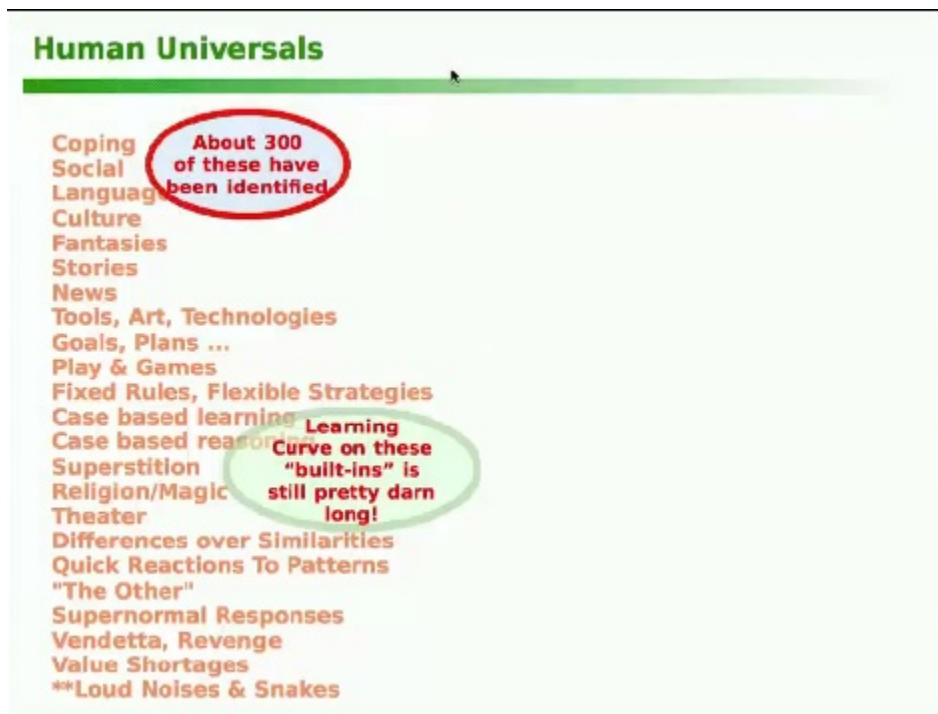 Human Universals
Coping
Social
Language
Culture
Fantasies
Stories
News
Tools, Art, Technologies
Goals, Plans ...
Play & Games
Fixed Rules, Flexible Strategies
Case based learning
Case based reasoning
Superstition
Religion/Magic
Theater
Differences over Similarities
Quick Reactions To Patterns
"The Other"
Supernormal Responses
Vendetta, Revenge
Value Shortages
**Loud Noises & Snakes
About 300
of these have
been identified
Learning
Curve on these
“built-ins” is
still pretty darn
long!